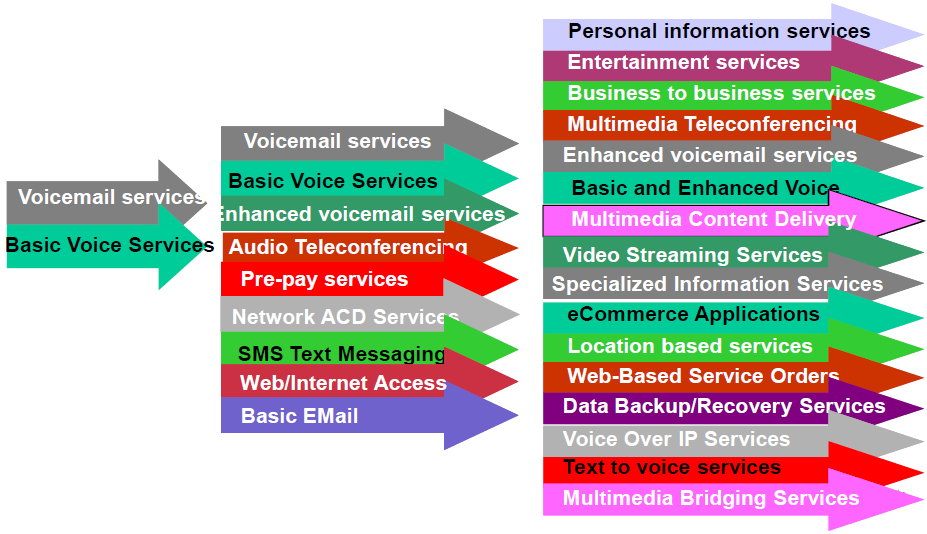 Voicemail services
Basic Voice Services
Voicemail services
Basic Voice Services
Enhanced voicemail services
Audio Teleconferencing
Pre-pay services
Network ACD Services
SMS Text Messaging
Web/Internet Access
Basic EMail
Personal information services
Entertainment services
Business to business services
Multimedia Teleconferencing
Enhanced voicemail services
Basic and Enhanced Voice
Multimedia Content Delivery
Video Streaming Services
Specialized Information Services
eCommerce Applications
Location based services
Web-Based Service Orders
Data Backup/Recovery Services
Voice Over IP Services
Text to voice services
Multimedia Bridging Services